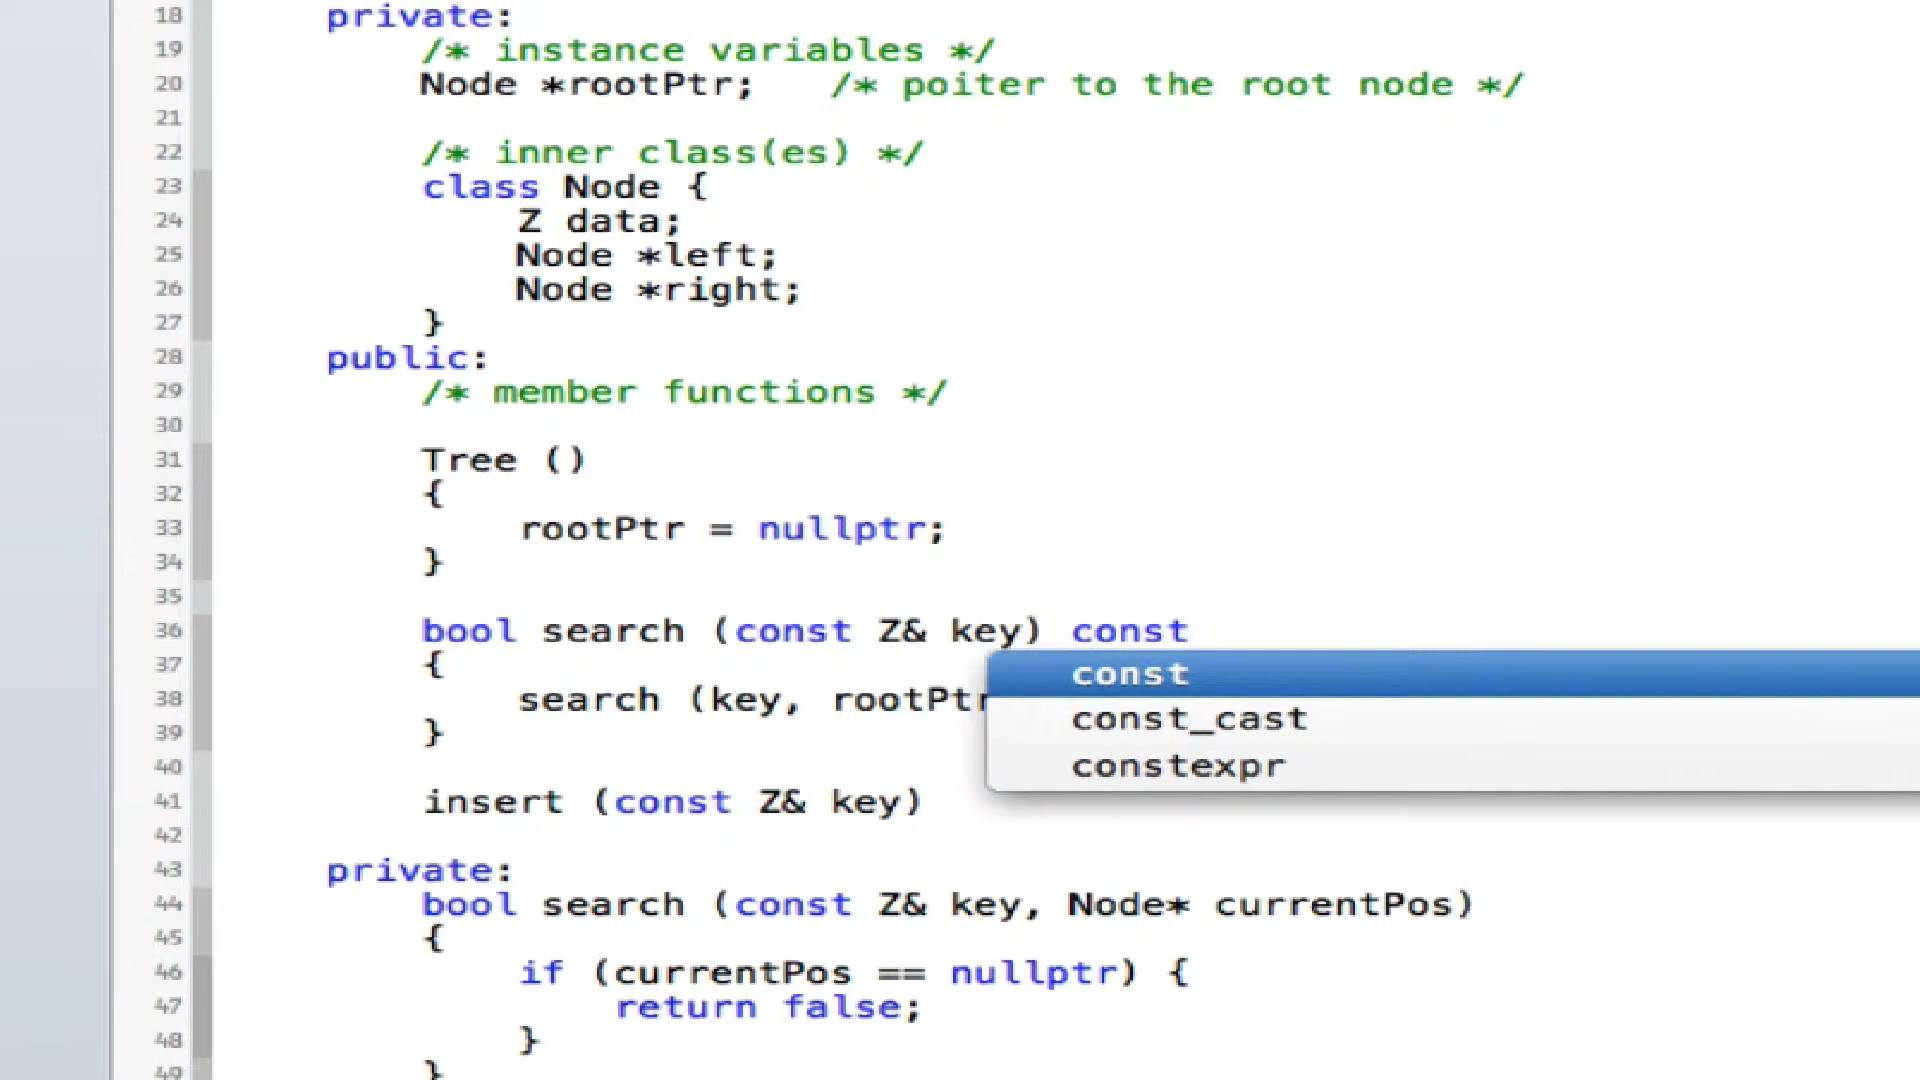 18 private:
19 /* instance variables */
20 Node *rootPtr; /* poiter to the root node */
21
22 /* inner class(es) */
23 class Node {
24 Z data;
25 Node *left;
26 Node *right;
27 }
28 public:
29 /* member functions */
30
31 Tree ()
32 {
33 rootPtr = nullptr;
34 }
35
36 bool search (const Z& key) const
37 {
const
38 search (key, rootPtr
const_cast
39 }
constexpr
40
41 insert (const Z& key)
42
43 private:
44 bool search (const Z& key, Node* currentPos)
45 {
46 if (currentPos == nullptr) {
47 return false;
48 }
49 }